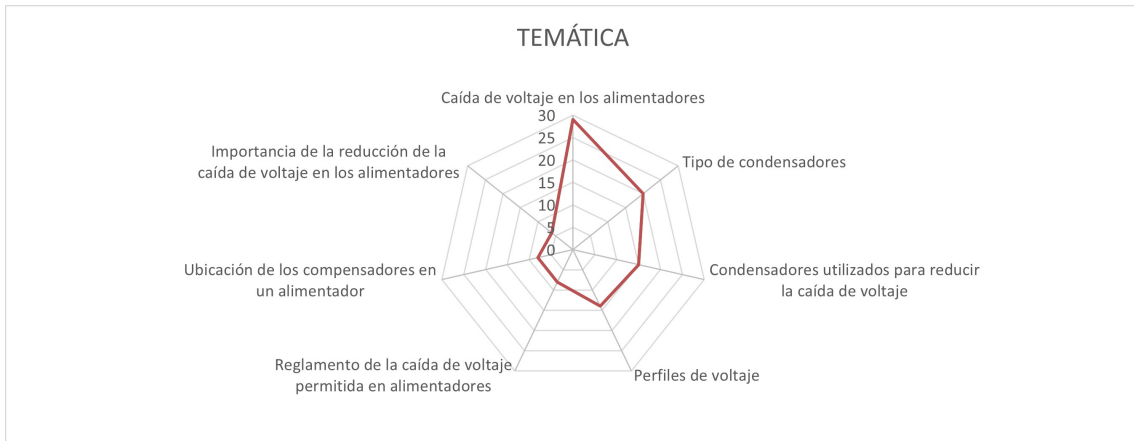 TEMÁTICA
Caída de voltaje en los alimentadores
30
25
20
15
10
5
0
Tipo de condensadores
Condensadores utilizados para reducir
la caída de voltaje
Perfiles de voltaje
Reglamento de la caída de voltaje
permitida en alimentadores
Ubicación de los compensadores en
un alimentador
Importancia de la reducción de la
caída de voltaje en los alimentadores